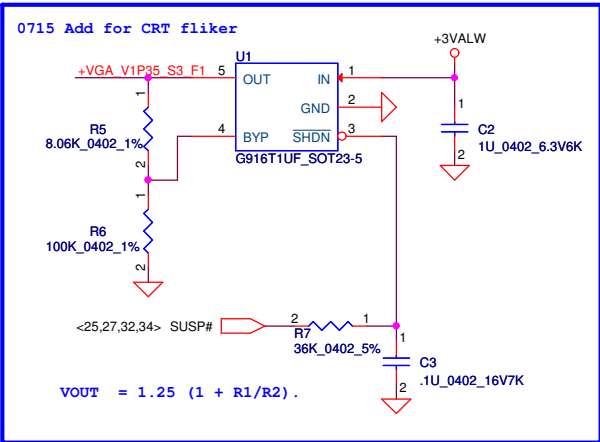 0715 Add for CRT fliker
+3VALW
U1
+VGA_V1P35_S3_F1 5 OUT IN 1
GND 2
4 BYP SHDN 3
G916T1UF_SOT23-5
1
R5
8.06K_0402_1%
2
1
C2
1U_0402_6.3V6K
2
1
R6
100K_0402_1%
2
<25,27,32,34> SUSP# 2 1
R7
36K_0402_5%
1
C3
.1U_0402_16V7K
2
VOUT = 1.25 (1 + R1/R2).